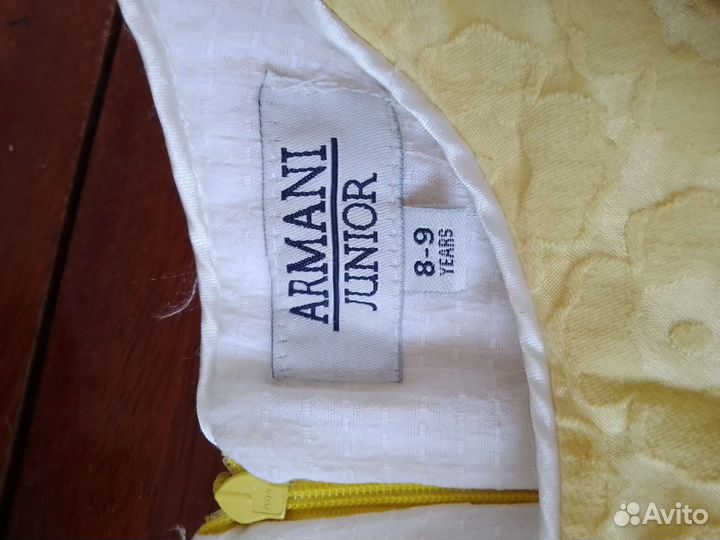 ARMANI
JUNIOR
8-9
YEARS
Avito